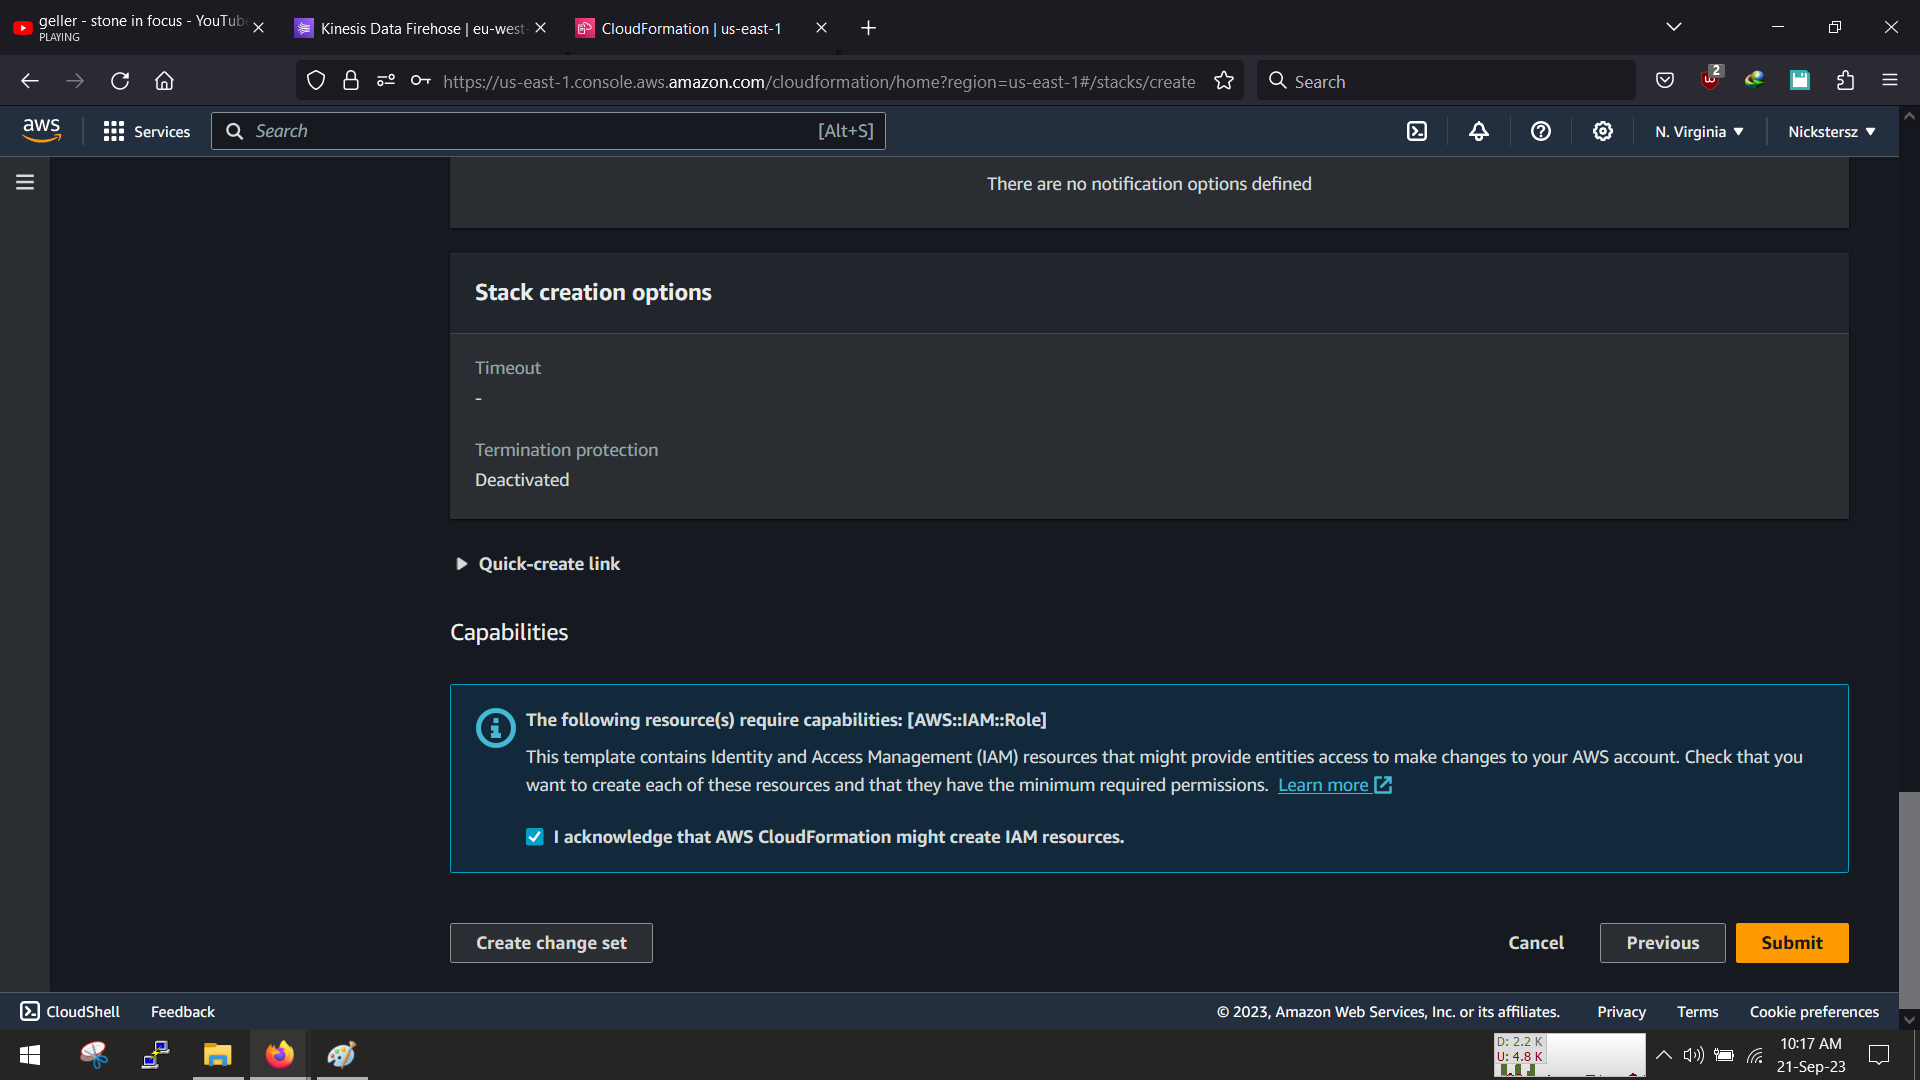 geller - stone in focus - YouTube
PLAYING
Kinesis Data Firehose | eu-west-
CloudFormation | us-east-1
https://us-east-1.console.aws.amazon.com/cloudformation/home?region=us-east-1#/stacks/create
Search
2
aws
Services
Search
[Alt+S]
N. Virginia
Nickstersz
There are no notification options defined
Stack creation options
Timeout
-
Termination protection
Deactivated
Quick-create link
Capabilities
The following resource(s) require capabilities: [AWS::IAM::Role]
This template contains Identity and Access Management (IAM) resources that might provide entities access to make changes to your AWS account. Check that you
want to create each of these resources and that they have the minimum required permissions. Learn more
I acknowledge that AWS CloudFormation might create IAM resources.
Create change set
Cancel
Previous
Submit
CloudShell
Feedback
© 2023, Amazon Web Services, Inc. or its affiliates.
Privacy
Terms
Cookie preferences
D: 2.2 K
U: 4.8 K
10:17 AM
21-Sep-23